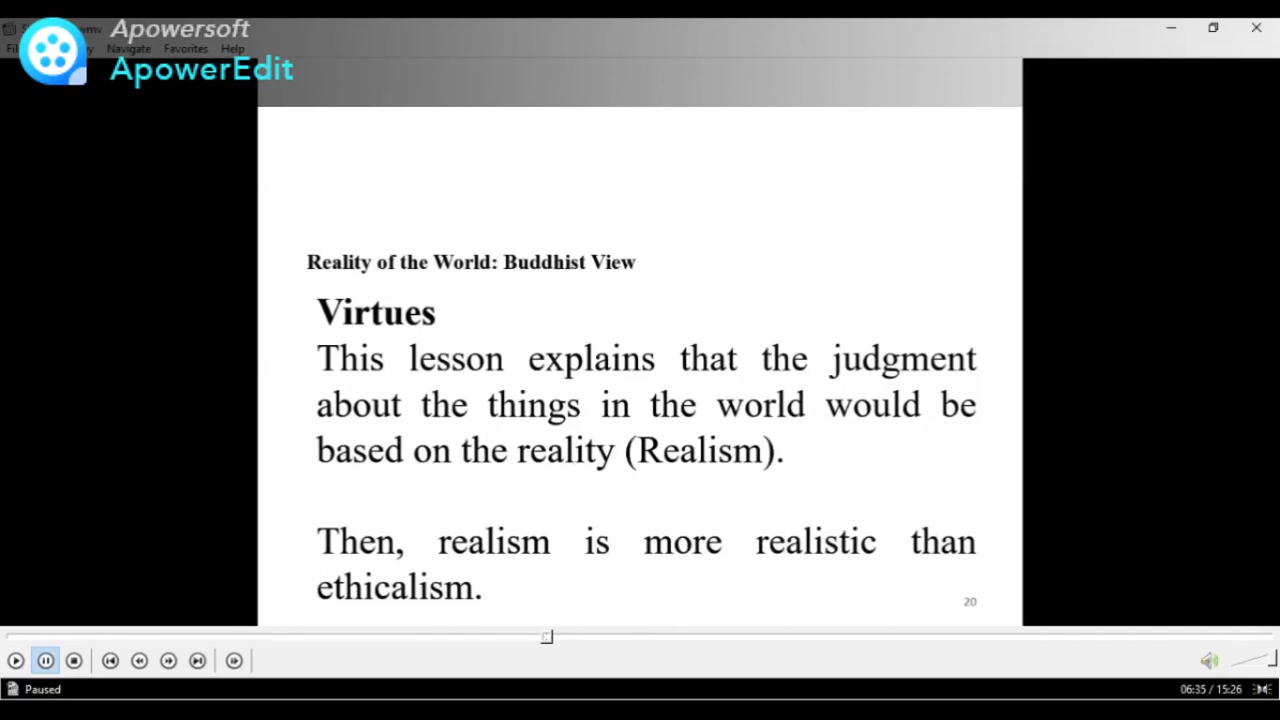 Apowersoft
ApowerEdit
Navigate Favorites Help
Reality of the World: Buddhist View
Virtues
This lesson explains that the judgment
about the things in the world would be
based on the reality (Realism).
Then, realism is more realistic than
ethicalism.
20
Paused
06:35 / 15:26